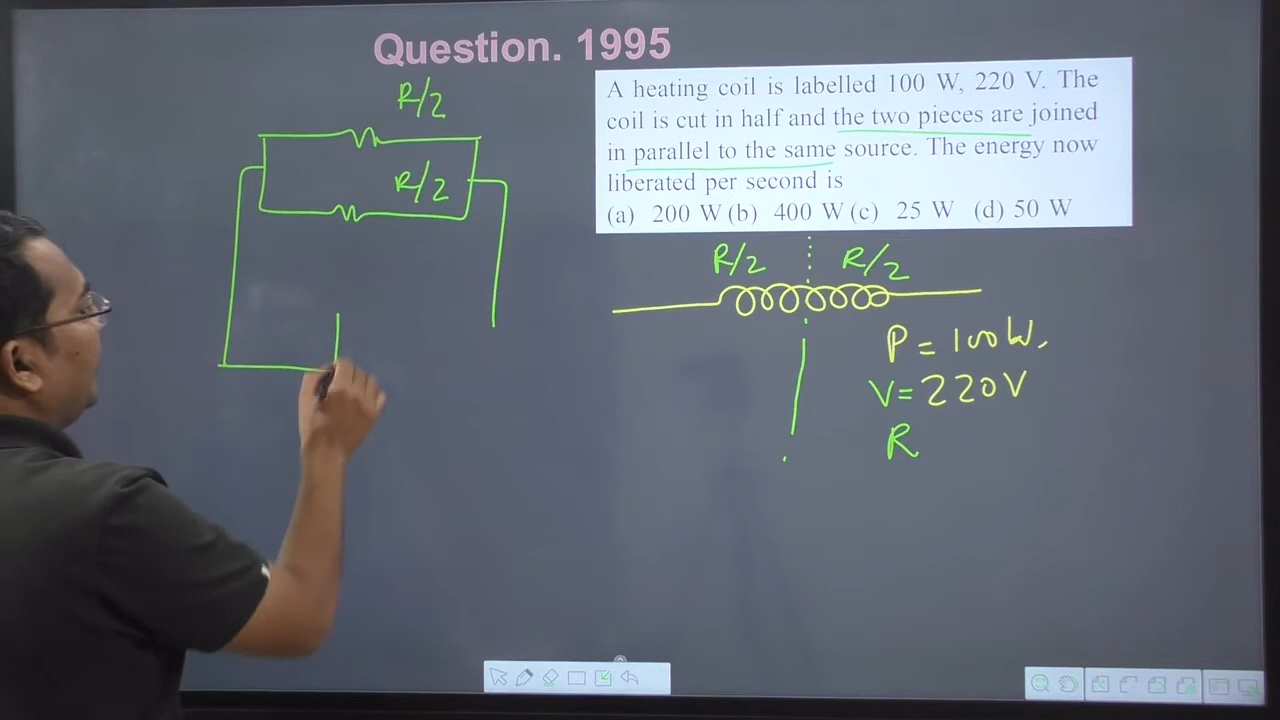 Question. 1995
A heating coil is labelled 100 W, 220 V. The
coil is cut in half and the two pieces are joined
in parallel to the same source. The energy now
liberated per second is
(a) 200 W (b) 400 W (c) 25 W (d) 50 W
R/2
R/2
R/2 R/2
P = 100W,
V = 220V
R